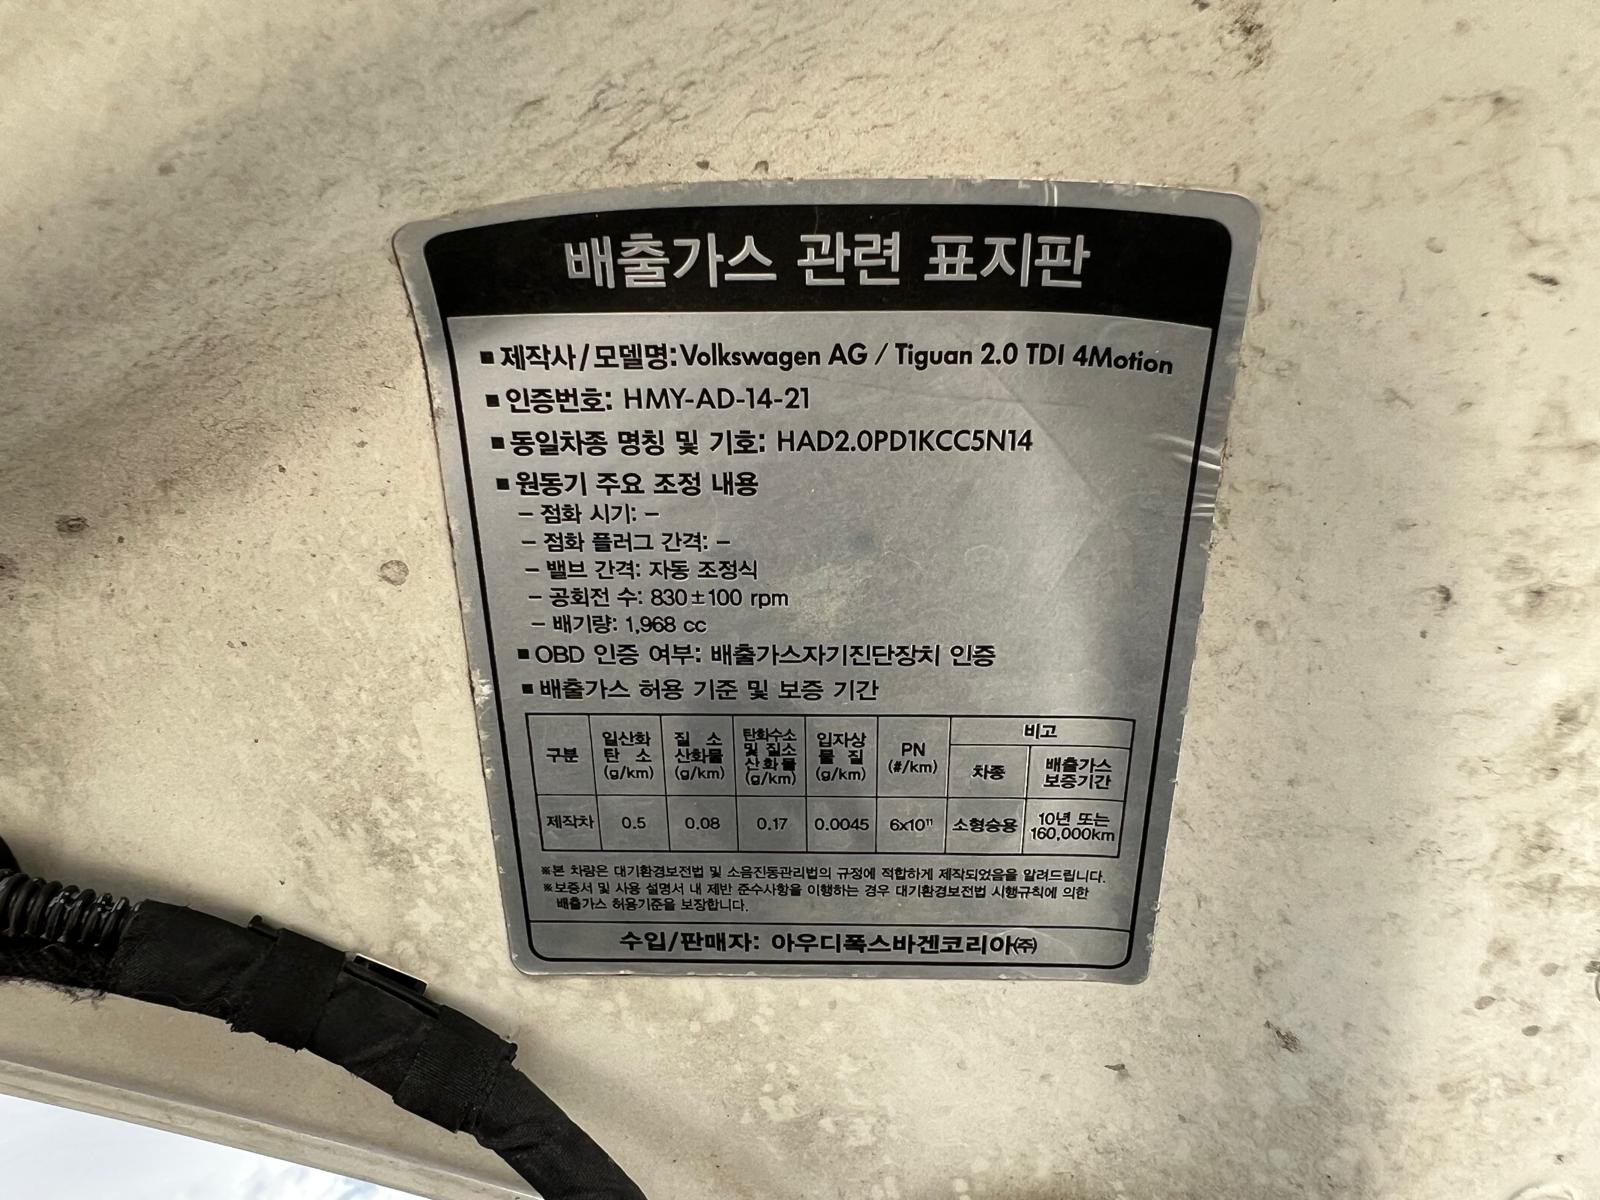 배출가스 관련 표지판
■ 제작사/모델명: Volkswagen AG / Tiguan 2.0 TDI 4Motion
■ 인증번호: HMY-AD-14-21
■ 동일차종 명칭 및 기호: HAD2.0PD1KCC5N14
■ 원동기 주요 조정 내용
– 점화 시기: –
– 점화 플러그 간격: –
– 밸브 간격: 자동 조정식
– 공회전 수: 830±100 rpm
– 배기량: 1,968 cc
■ OBD 인증 여부: 배출가스자기진단장치 인증
■ 배출가스 허용 기준 및 보증 기간
구분 일산화탄소 (g/km) 질소산화물 (g/km) 탄화수소 및 질소산화물 (g/km) 입자상물질 (g/km) PN (#/km) 비고
차종 배출가스 보증기간
제작차 0.5 0.08 0.17 0.0045 6x10¹¹ 소형승용 10년 또는 160,000km
※본 차량은 대기환경보전법 및 소음진동관리법의 규정에 적합하게 제작되었음을 알려드립니다.
※보증서 및 사용 설명서 내 제반 준수사항을 이행하는 경우 대기환경보전법 시행규칙에 의한
배출가스 허용기준을 보장합니다.
수입/판매자: 아우디폭스바겐코리아㈜